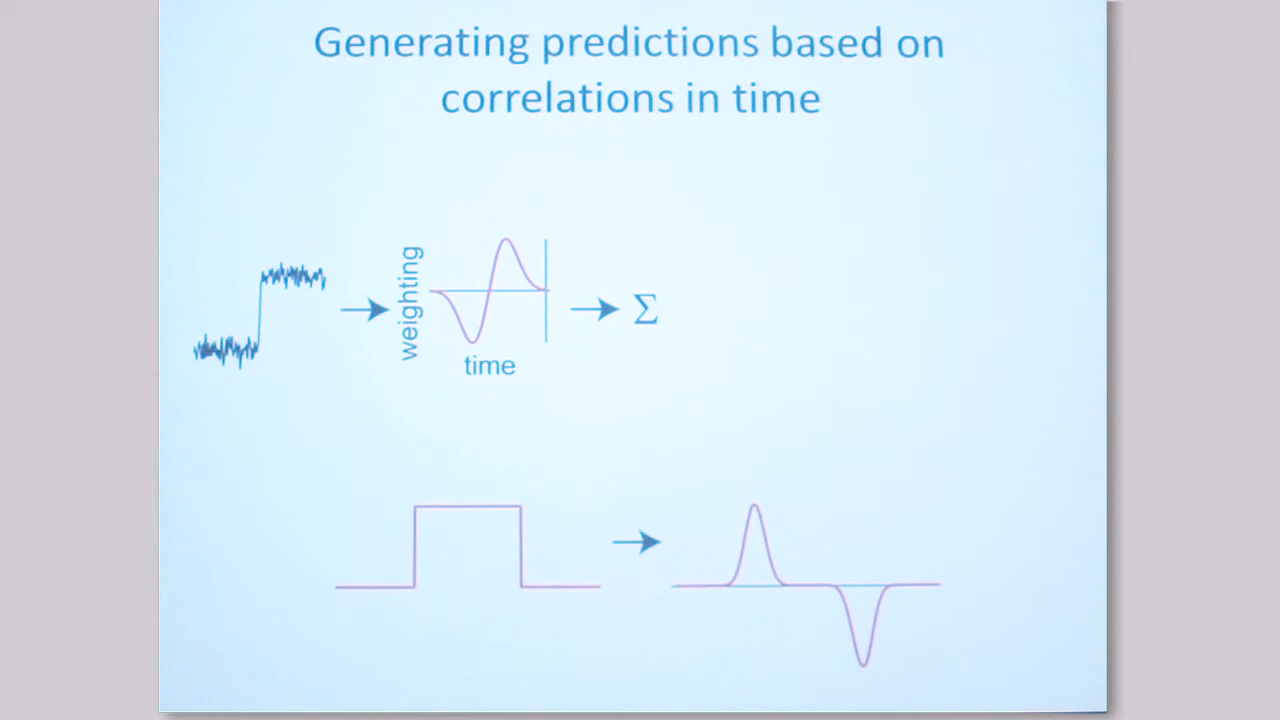 Generating predictions based on
correlations in time
weighting
time
Σ